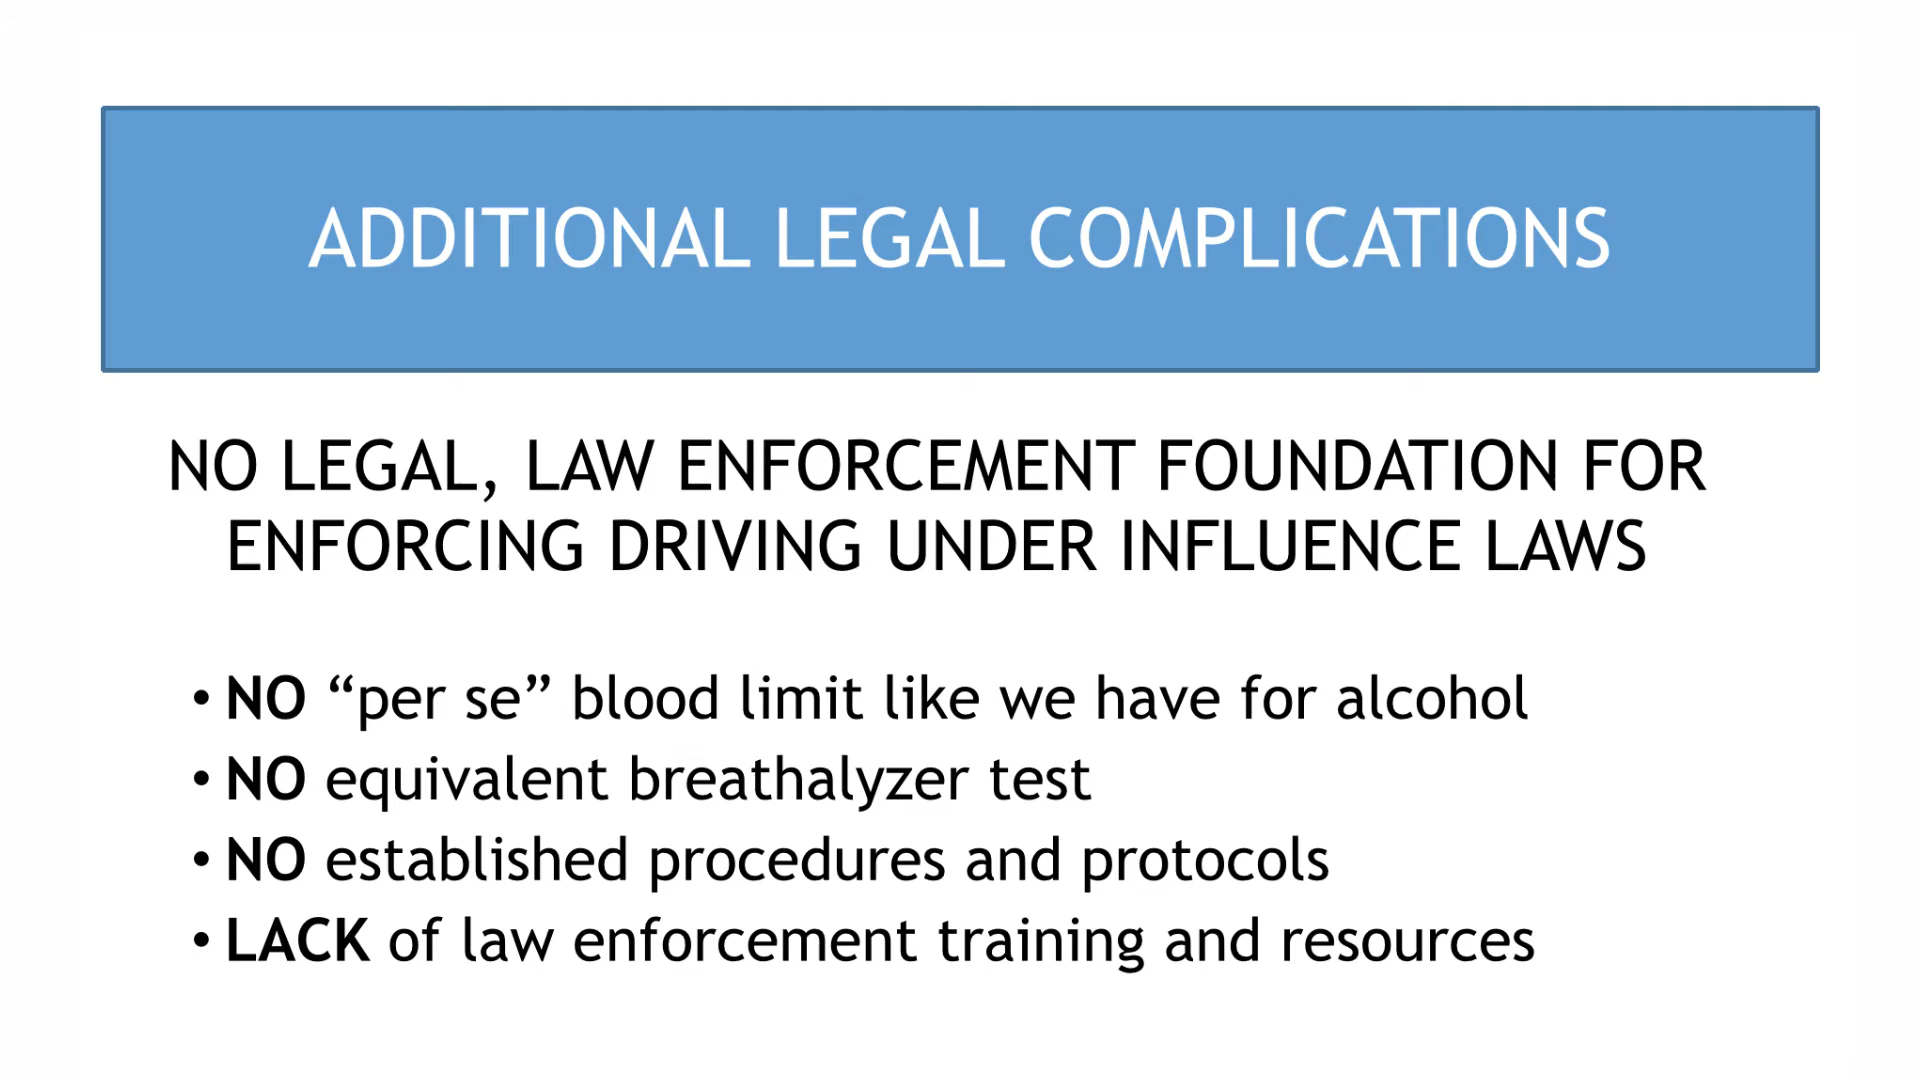 ADDITIONAL LEGAL COMPLICATIONS
NO LEGAL, LAW ENFORCEMENT FOUNDATION FOR
ENFORCING DRIVING UNDER INFLUENCE LAWS
• NO “per se” blood limit like we have for alcohol
• NO equivalent breathalyzer test
• NO established procedures and protocols
• LACK of law enforcement training and resources